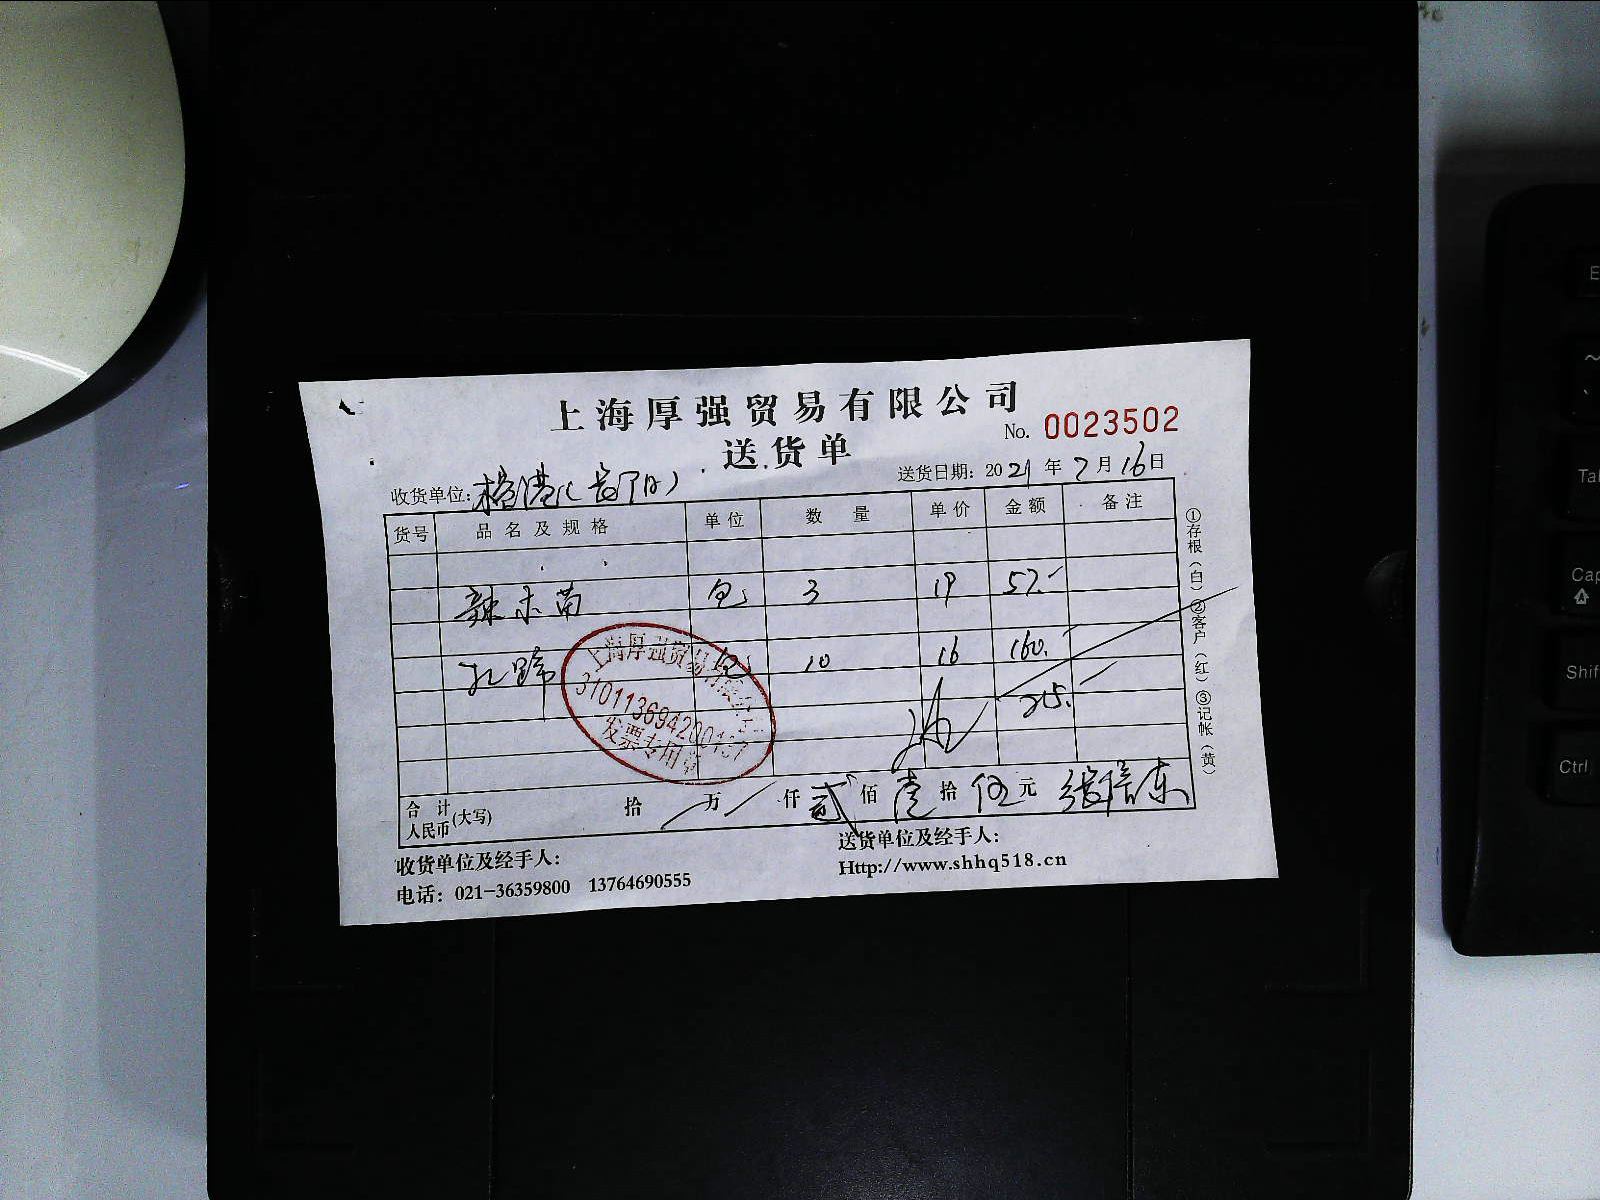 上海厚强贸易有限公司
送货单
No. 0023502
收货单位:
送货日期: 2021 年 7 月 16 日
货号 品名及规格 单位 数量 单价 金额 备注
辣木苗 包 3 19 57.-
扎蹄 包 10 16 160.
215.
合计 人民币(大写) 拾 万 仟 贰 佰 壹 拾 伍 元
收货单位及经手人:
送货单位及经手人:
电话: 021-36359800 13764690555
Http://www.shhq518.cn
①存根(白)②客户(红)③记帐(黄)
上海厚强贸易有限公司
发票专用章